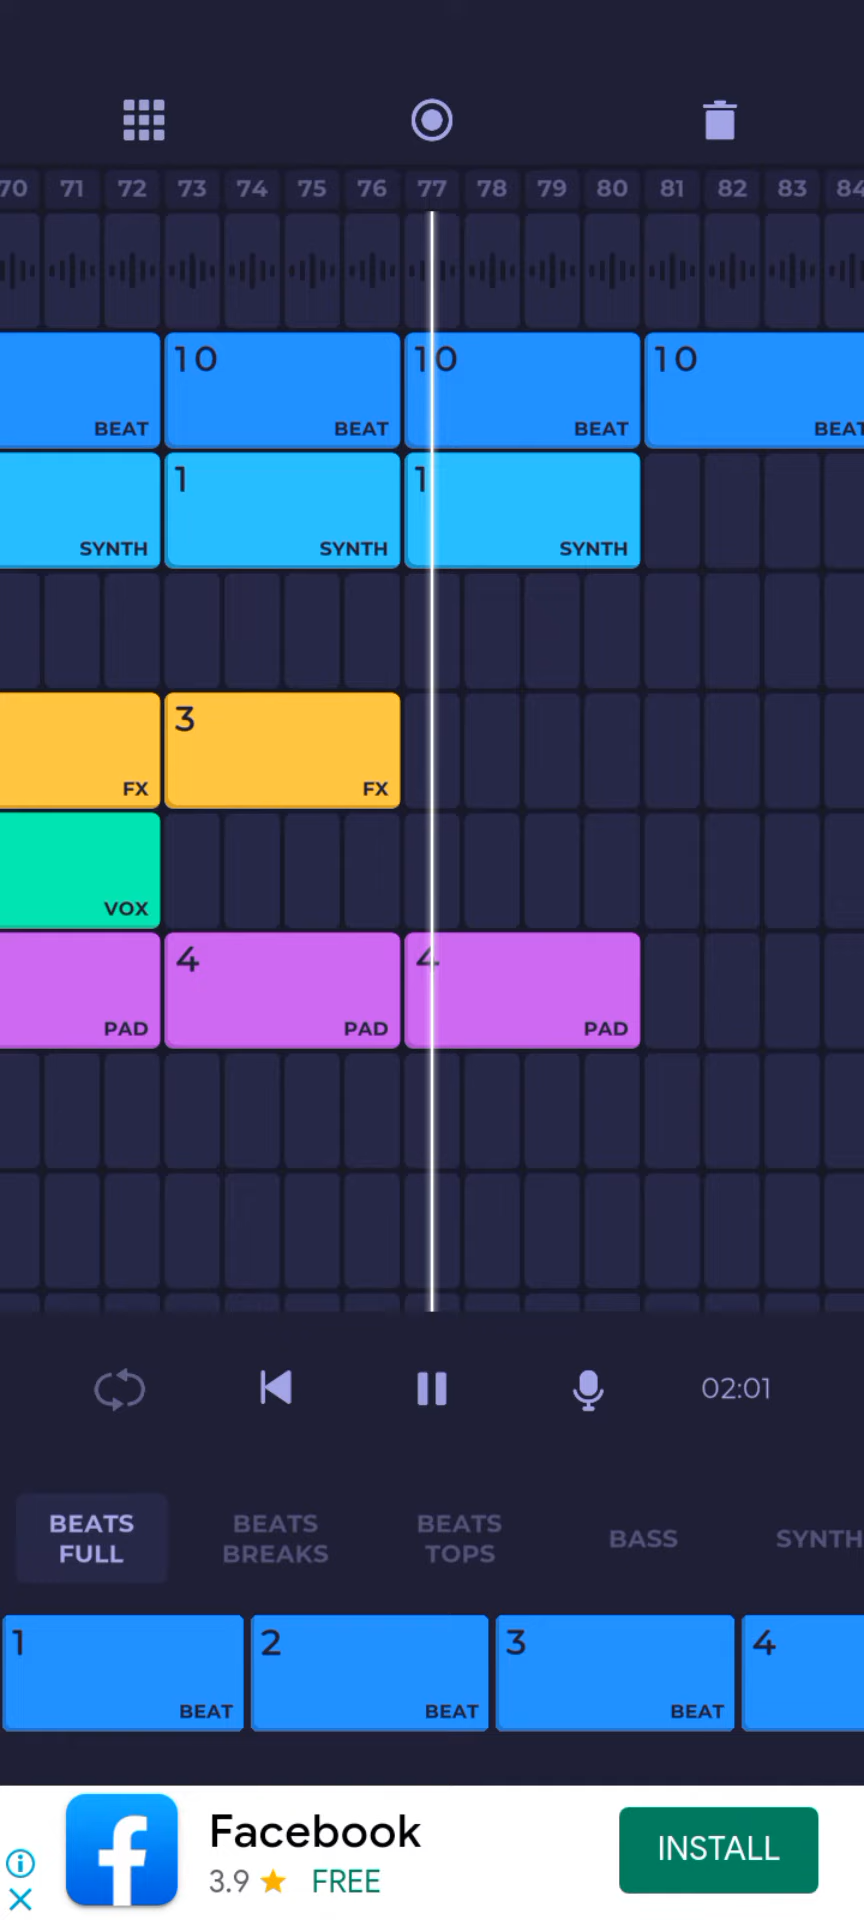 70 71 72 73 74 75 76 77 78 79 80 81 82 83 84
10 10 10
BEAT BEAT BEAT BEAT
1 1
SYNTH SYNTH SYNTH
3
FX FX
VOX
4 4
PAD PAD PAD
02:01
BEATS FULL
BEATS BREAKS
BEATS TOPS
BASS
SYNTH
1 2 3 4
BEAT BEAT BEAT
Facebook
3.9 FREE
INSTALL